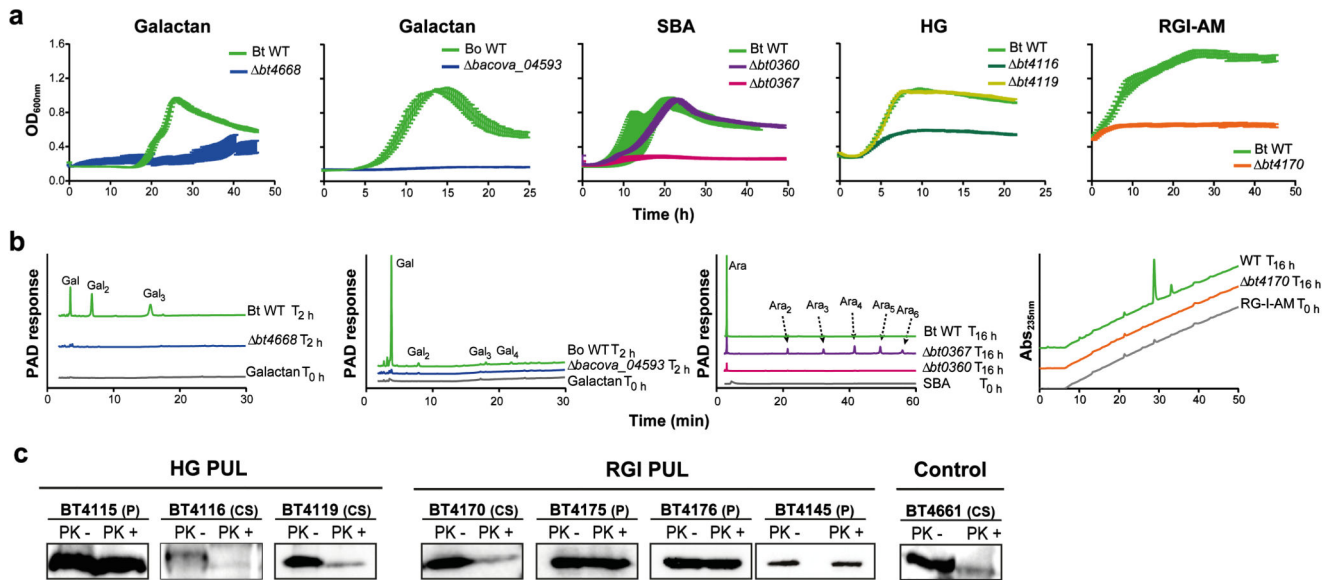 a
Galactan
Galactan
SBA
HG
RGI-AM
Bt WT
Δbt4668
Bo WT
Δbacova_04593
Bt WT
Δbt0360
Δbt0367
Bt WT
Δbt4116
Δbt4119
Bt WT
Δbt4170
OD600nm
1.6
1.2
0.8
0.4
0.0
0 10 20 30 40 50
0 5 10 15 20 25
0 10 20 30 40 50
0 5 10 15 20 25
0 10 20 30 40 50
Time (h)
b
PAD response
Gal
Gal2
Gal3
Bt WT T2 h
Δbt4668 T2 h
Galactan T0 h
0 10 20 30
PAD response
Gal
Gal2
Gal3
Gal4
Bo WT T2 h
Δbacova_04593 T2 h
Galactan T0 h
0 10 20 30
PAD response
Ara
Ara2
Ara3
Ara4
Ara5
Ara6
Bt WT T16 h
Δbt0367 T16 h
Δbt0360 T16 h
SBA T0 h
0 20 40 60
Abs235nm
WT T16 h
Δbt4170 T16 h
RG-I-AM T0 h
0 10 20 30 40 50
Time (min)
c
HG PUL
RGI PUL
Control
BT4115 (P)
BT4116 (CS)
BT4119 (CS)
BT4170 (CS)
BT4175 (P)
BT4176 (P)
BT4145 (P)
BT4661 (CS)
PK - PK +
PK - PK +
PK - PK +
PK - PK +
PK - PK +
PK - PK +
PK - PK +
PK - PK +